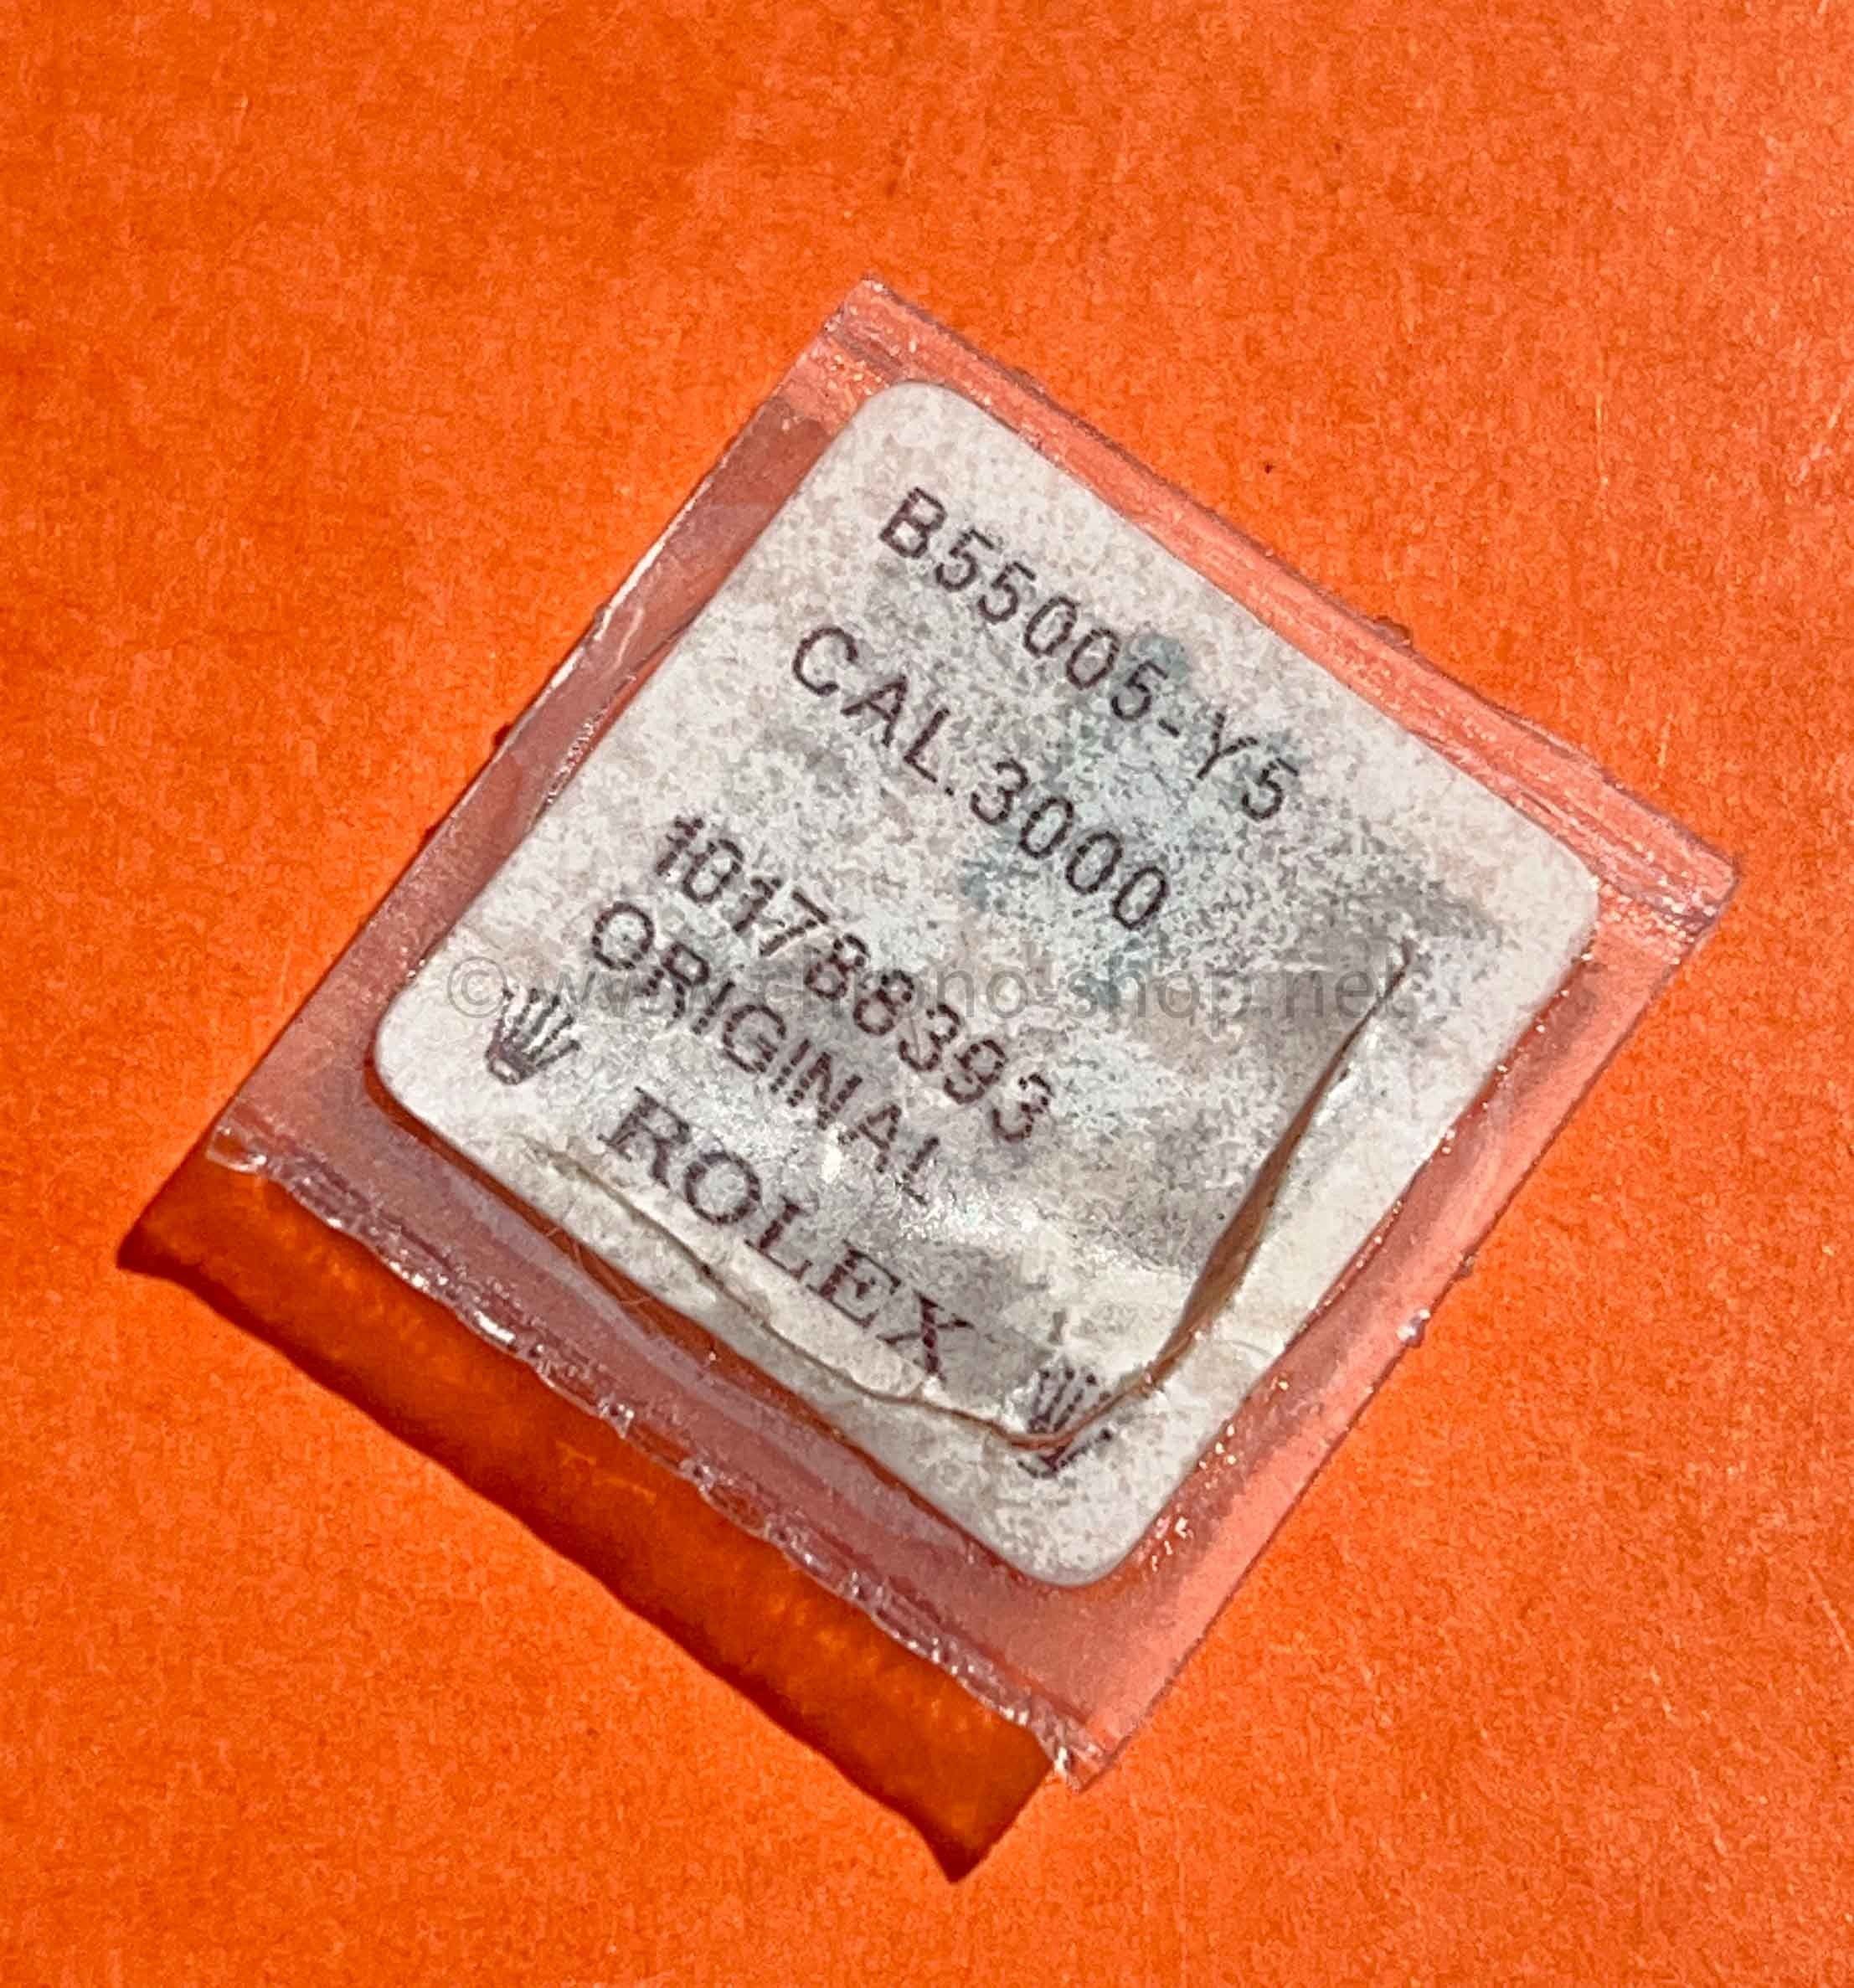 B55005-Y5
CAL.3000
101788393
ORIGINAL
ROLEX